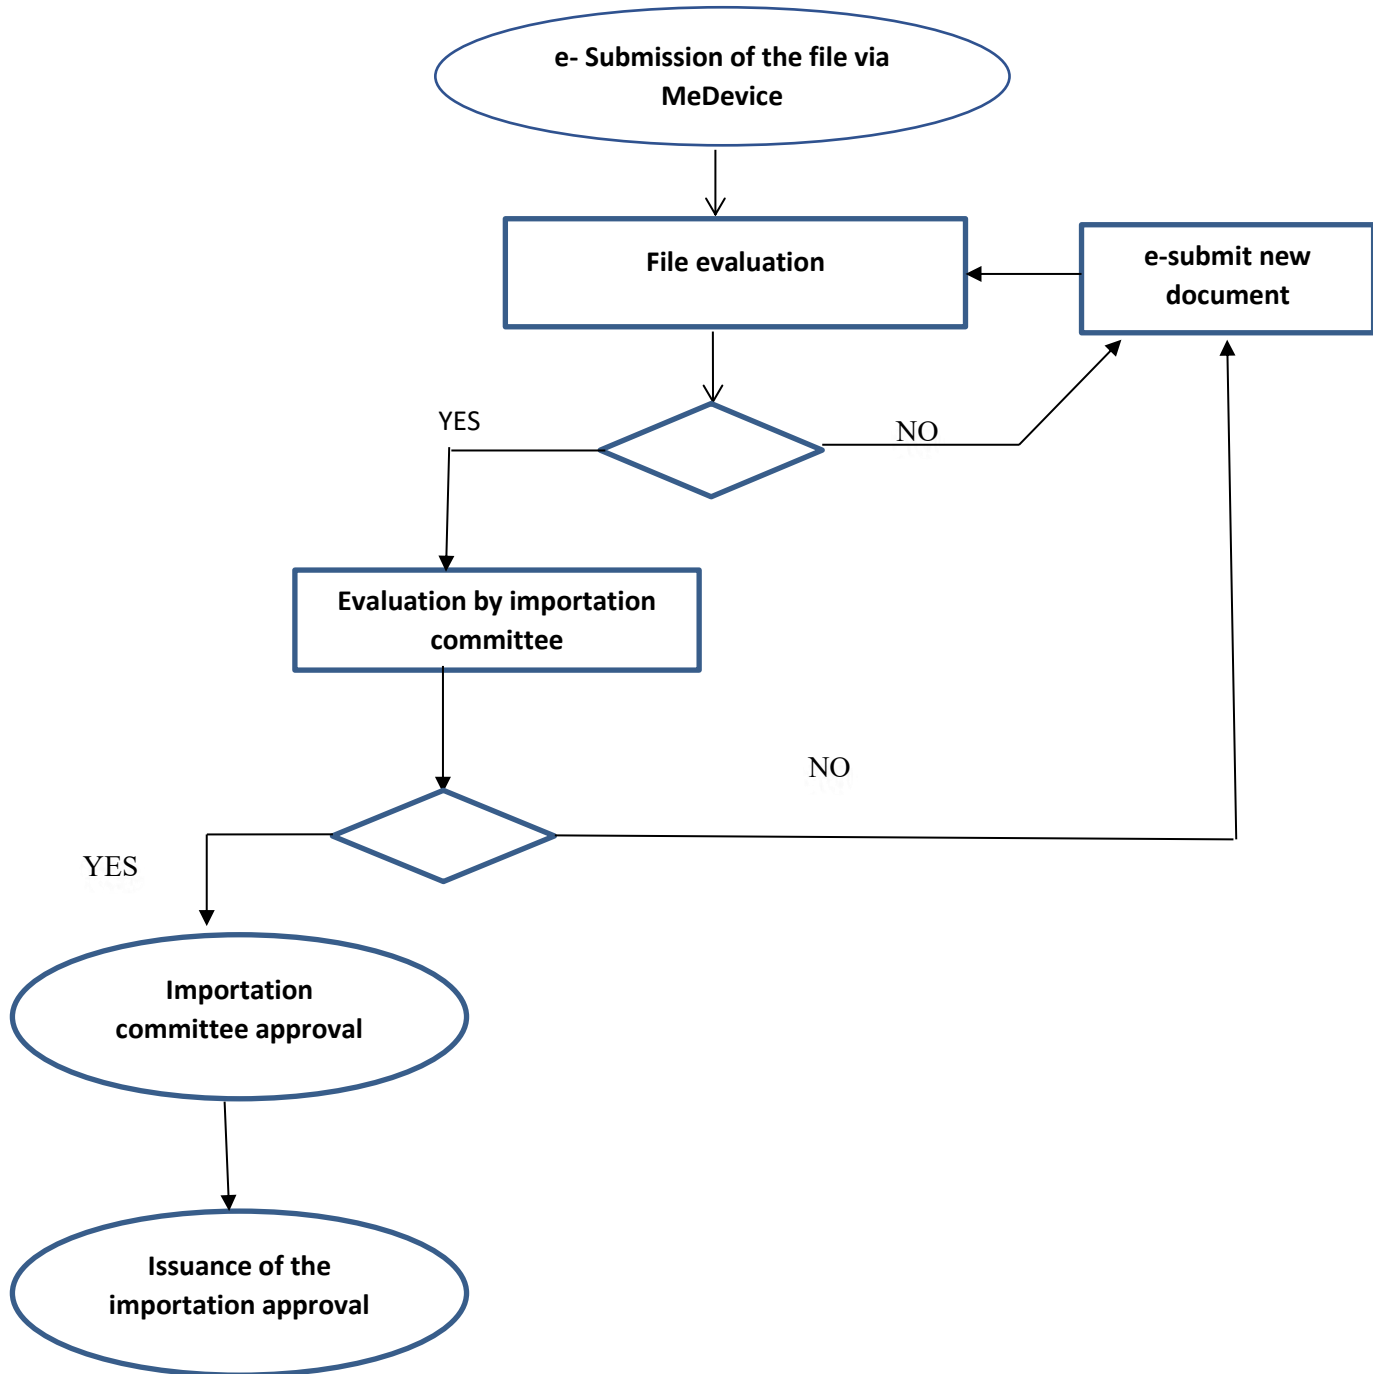 e- Submission of the file via
MeDevice
File evaluation
e-submit new
document
YES
NO
Evaluation by importation
committee
NO
YES
Importation
committee approval
Issuance of the
importation approval